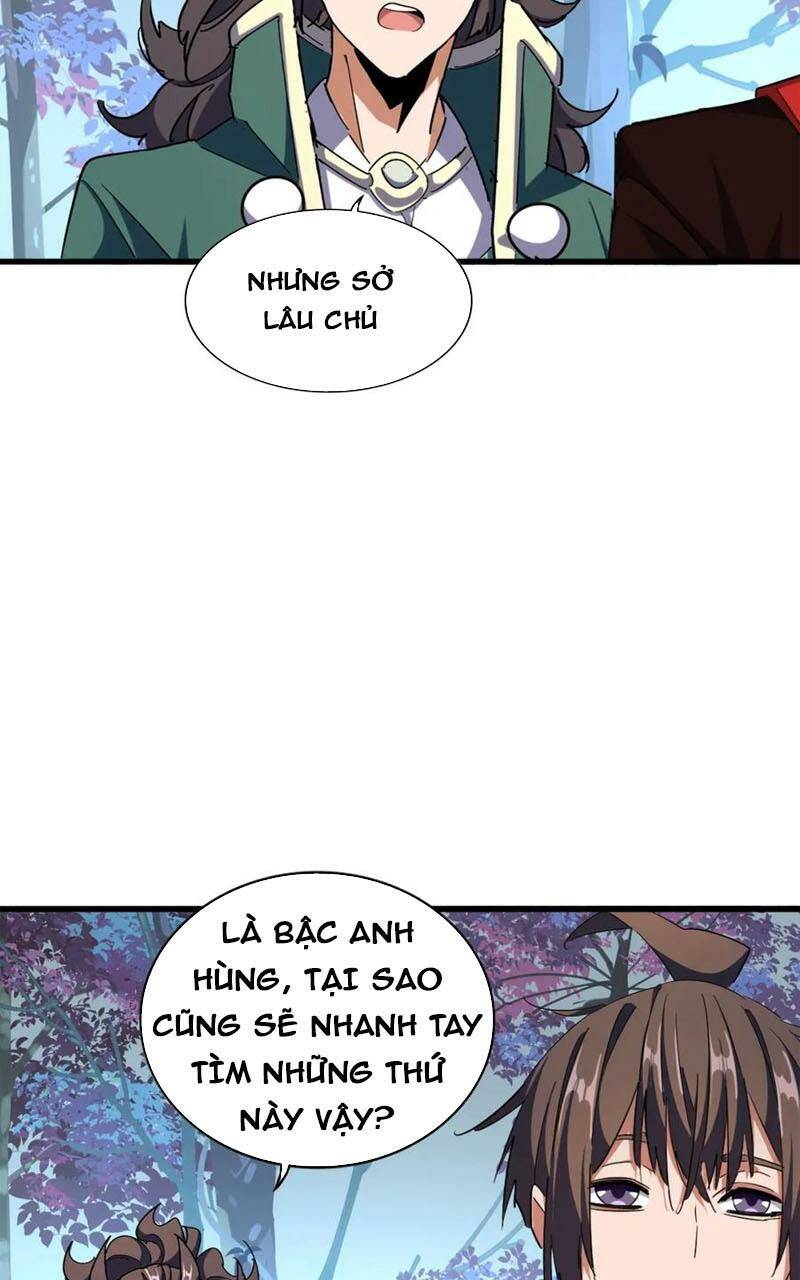 NHƯNG SỞ
LÂU CHỦ
LÀ BẬC ANH
HÙNG, TẠI SAO
CŨNG SẼ NHANH TAY
TÌM NHỮNG THỨ
NÀY VẬY?